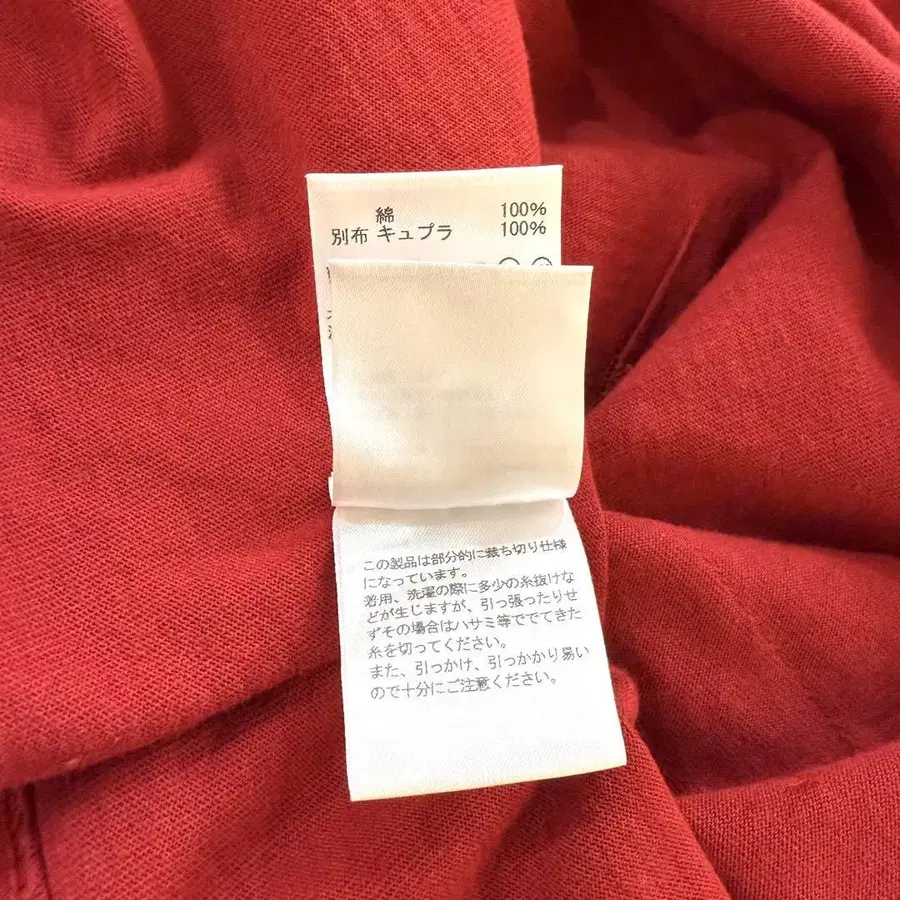 綿 100%
別布 キュプラ 100%
この製品は部分的に裁ち切り仕様
になっています。
着用、洗濯の際に多少の糸抜けな
どが生じますが、引っ張ったりせ
ずその場合はハサミ等ででてきた
糸を切ってください。
また、引っかけ、引っかかり易い
ので十分にご注意ください。